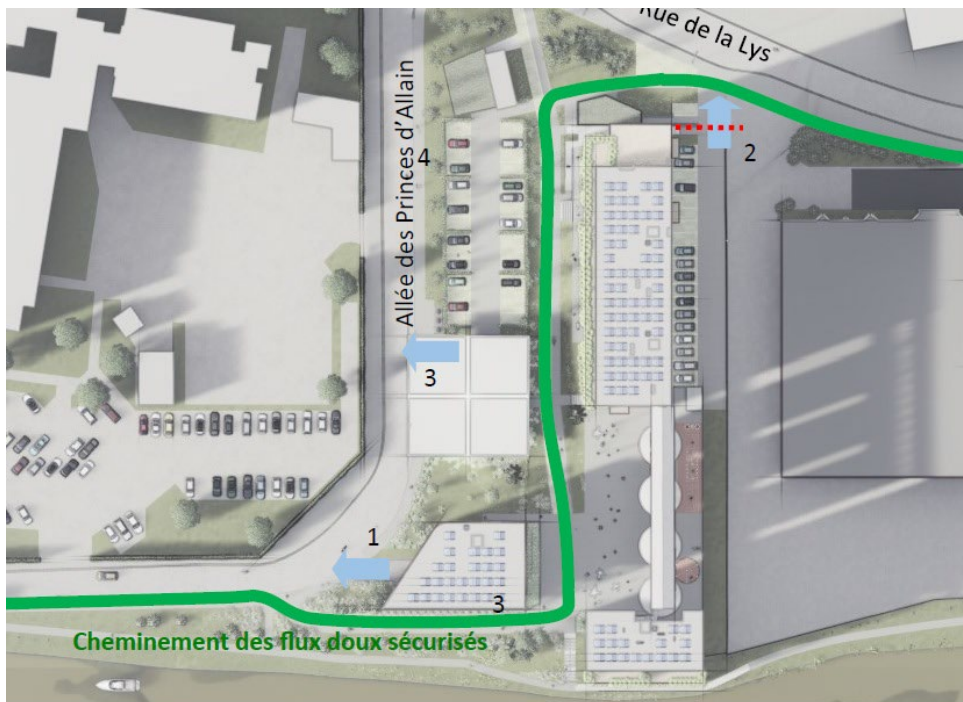 Rue de la Lys
Allée des Princes d'Allain
4
2
3
1
3
Cheminement des flux doux sécurisés